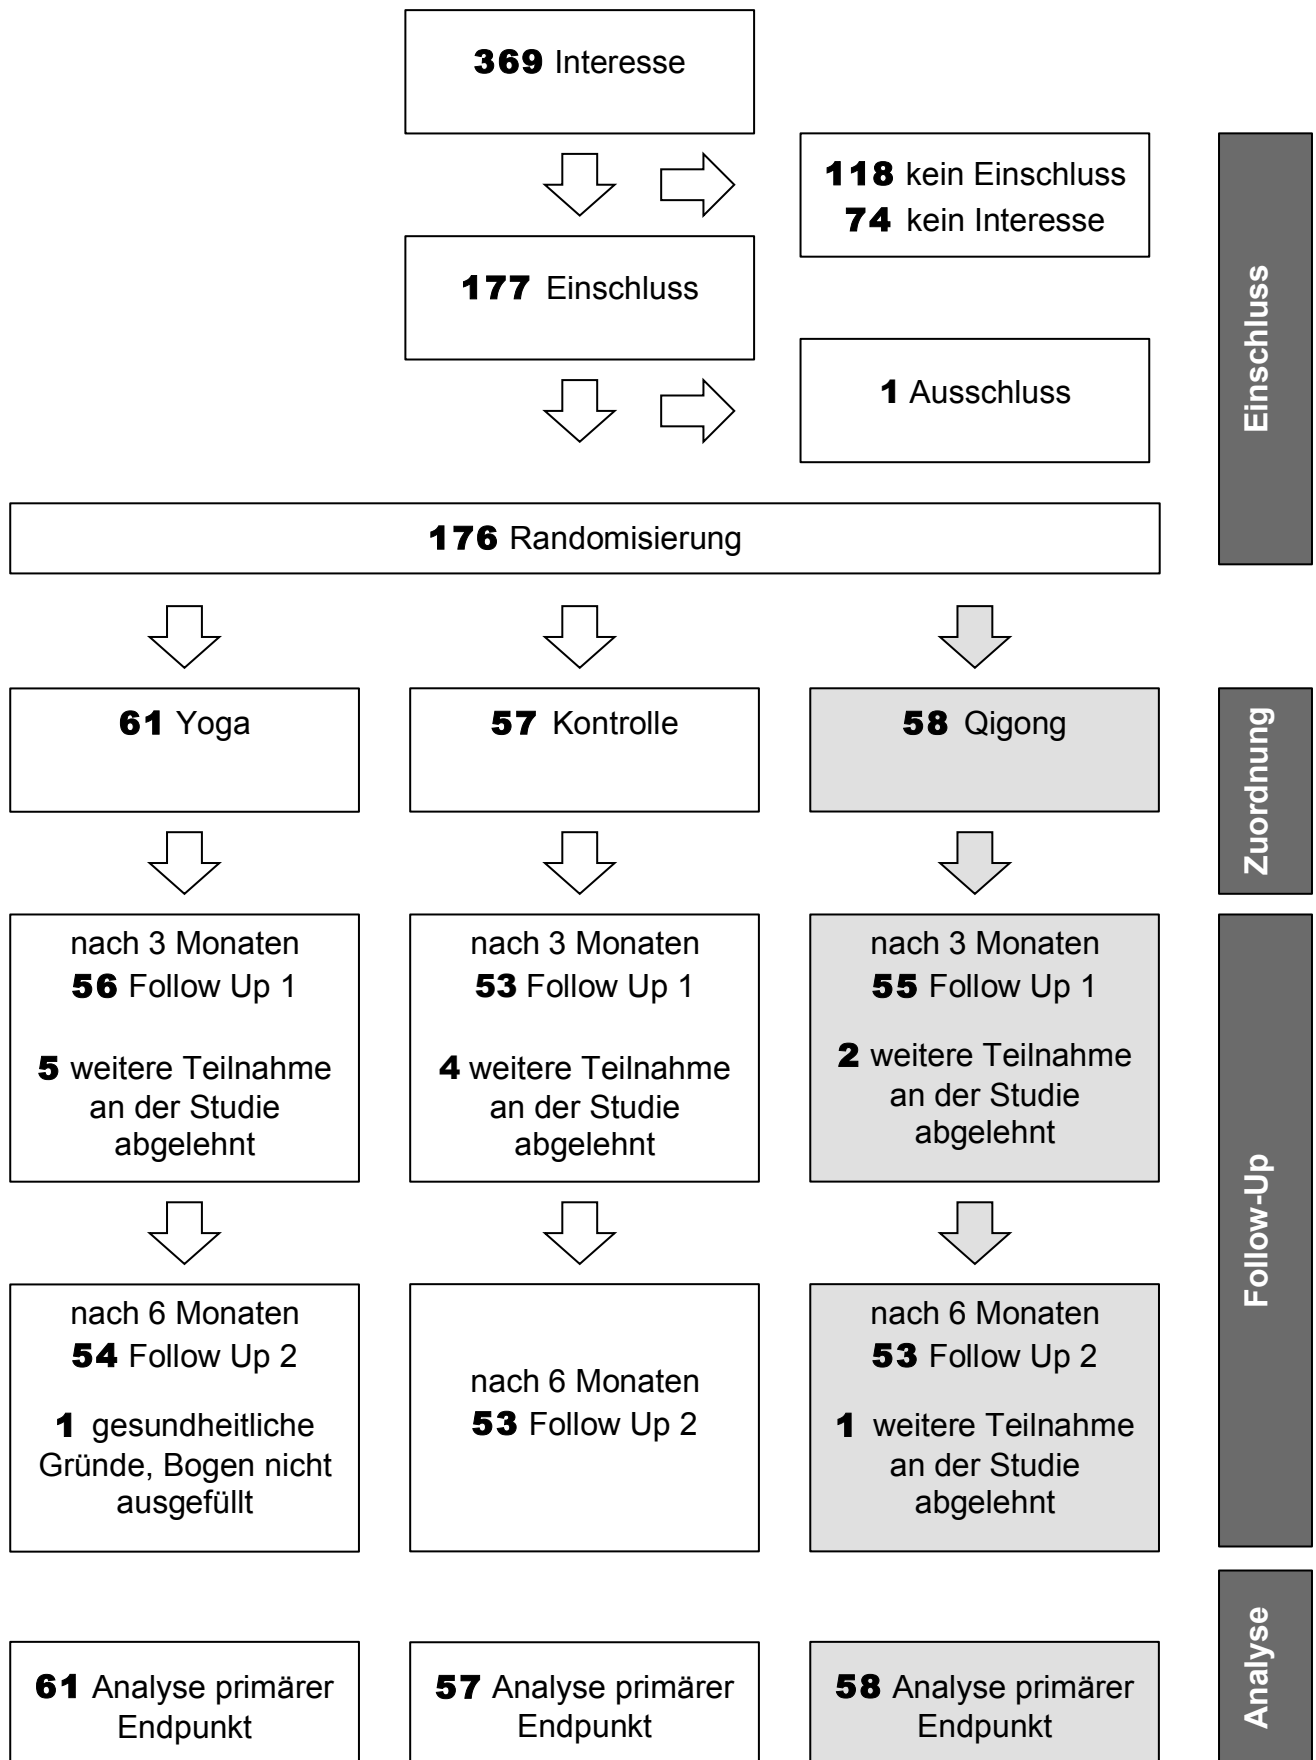 369 Interesse
118 kein Einschluss
74 kein Interesse
177 Einschluss
1 Ausschluss
Einschluss
176 Randomisierung
61 Yoga
57 Kontrolle
58 Qigong
Zuordnung
nach 3 Monaten
56 Follow Up 1
5 weitere Teilnahme
an der Studie
abgelehnt
nach 3 Monaten
53 Follow Up 1
4 weitere Teilnahme
an der Studie
abgelehnt
nach 3 Monaten
55 Follow Up 1
2 weitere Teilnahme
an der Studie
abgelehnt
Follow-Up
nach 6 Monaten
54 Follow Up 2
1 gesundheitliche
Gründe, Bogen nicht
ausgefüllt
nach 6 Monaten
53 Follow Up 2
nach 6 Monaten
53 Follow Up 2
1 weitere Teilnahme
an der Studie
abgelehnt
61 Analyse primärer
Endpunkt
57 Analyse primärer
Endpunkt
58 Analyse primärer
Endpunkt
Analyse